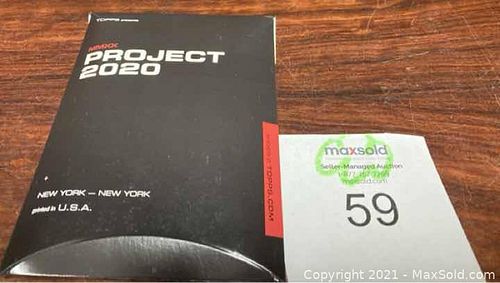 TOPPS presents
MMXX
PROJECT
2020
NEW YORK – NEW YORK
printed in U.S.A.
TOPPS.COM
maxsold
Seller-Managed Auction
maxsold.com
59
Copyright 2021 - MaxSold.com